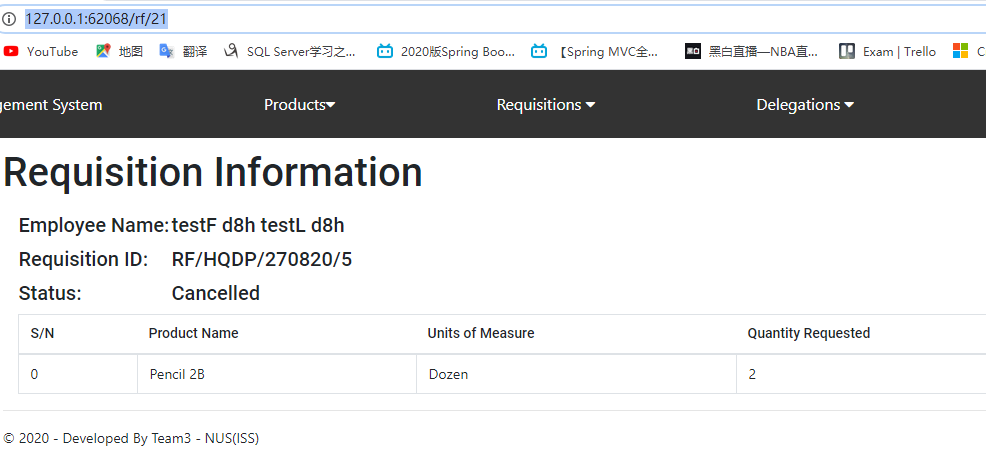 127.0.0.1:62068/rf/21
YouTube 地图 翻译 SQL Server学习之... 2020版Spring Boo... 【Spring MVC全... 黑白直播—NBA直... Exam | Trello C
gement System Products Requisitions Delegations
Requisition Information
Employee Name: testF d8h testL d8h
Requisition ID: RF/HQDP/270820/5
Status: Cancelled
S/N Product Name Units of Measure Quantity Requested
0 Pencil 2B Dozen 2
© 2020 - Developed By Team3 - NUS(ISS)